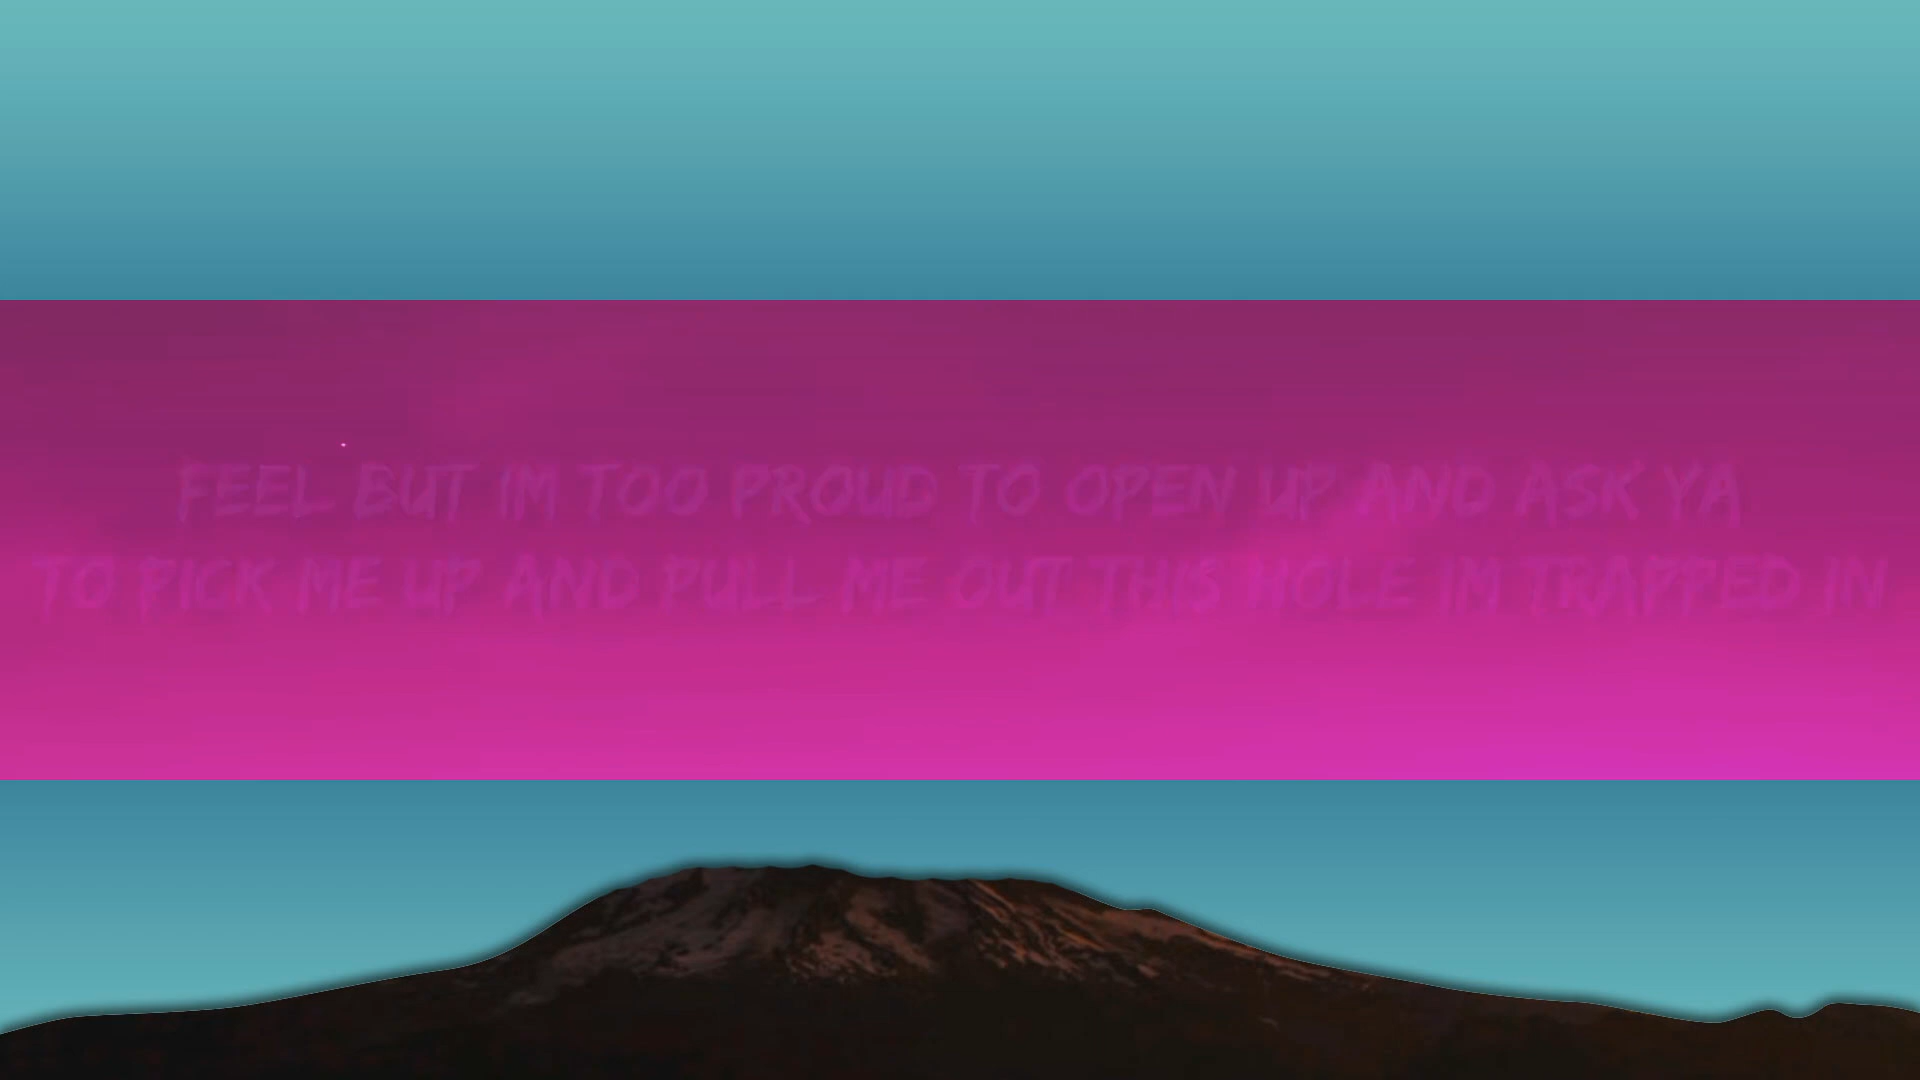 FEEL BUT IM TOO PROUD TO OPEN UP AND ASK YA
TO PICK ME UP AND PULL ME OUT THIS HOLE IM TRAPPED IN